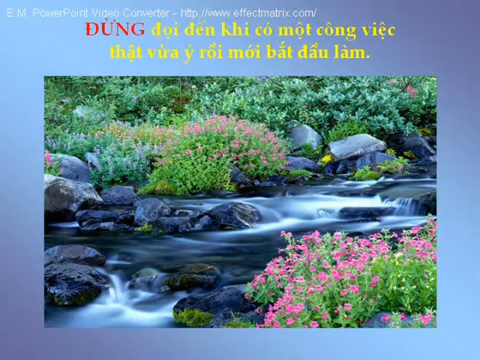 E.M. PowerPoint Video Converter - http://www.effectmatrix.com/
ĐỪNG đợi đến khi có một công việc
thật vừa ý rồi mới bắt đầu làm.